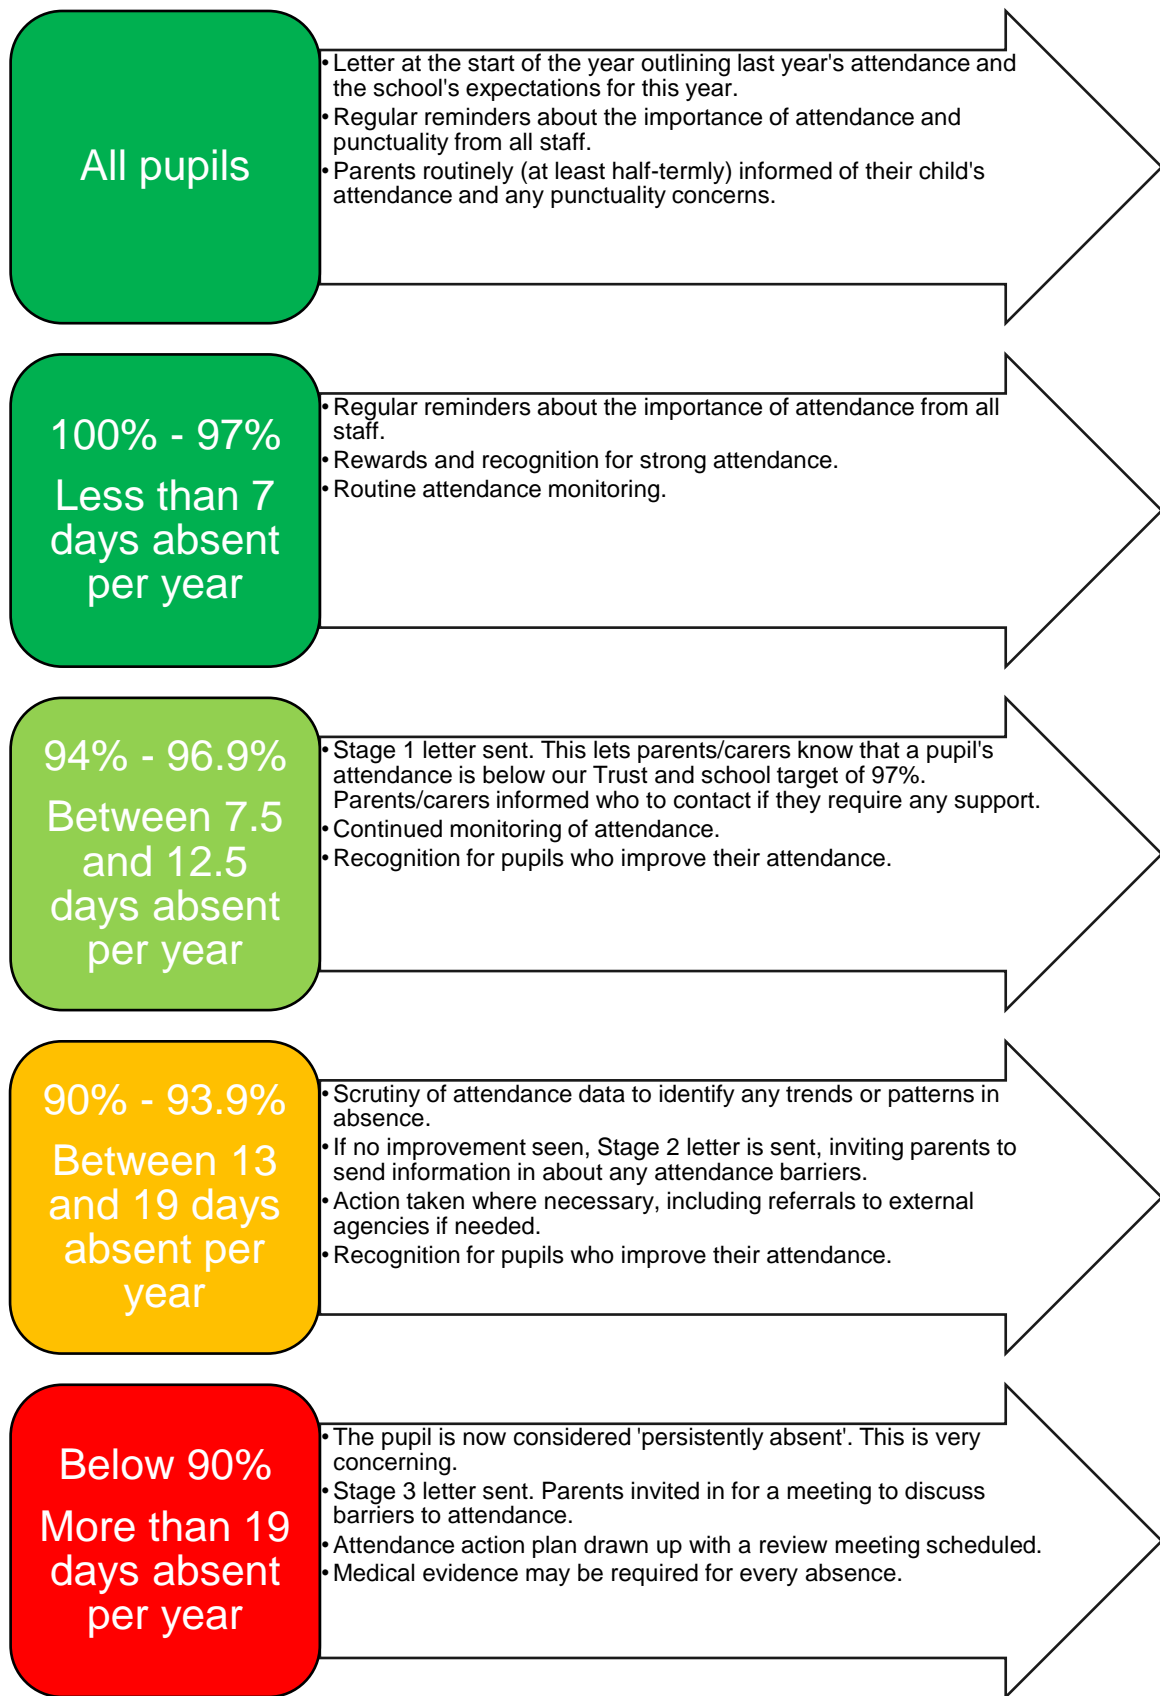 All pupils
• Letter at the start of the year outlining last year's attendance and
the school's expectations for this year.
• Regular reminders about the importance of attendance and
punctuality from all staff.
• Parents routinely (at least half-termly) informed of their child's
attendance and any punctuality concerns.
100% - 97%
Less than 7
days absent
per year
• Regular reminders about the importance of attendance from all
staff.
• Rewards and recognition for strong attendance.
• Routine attendance monitoring.
94% - 96.9%
Between 7.5
and 12.5
days absent
per year
• Stage 1 letter sent. This lets parents/carers know that a pupil's
attendance is below our Trust and school target of 97%.
Parents/carers informed who to contact if they require any support.
• Continued monitoring of attendance.
• Recognition for pupils who improve their attendance.
90% - 93.9%
Between 13
and 19 days
absent per
year
• Scrutiny of attendance data to identify any trends or patterns in
absence.
• If no improvement seen, Stage 2 letter is sent, inviting parents to
send information in about any attendance barriers.
• Action taken where necessary, including referrals to external
agencies if needed.
• Recognition for pupils who improve their attendance.
Below 90%
More than 19
days absent
per year
• The pupil is now considered 'persistently absent'. This is very
concerning.
• Stage 3 letter sent. Parents invited in for a meeting to discuss
barriers to attendance.
• Attendance action plan drawn up with a review meeting scheduled.
• Medical evidence may be required for every absence.